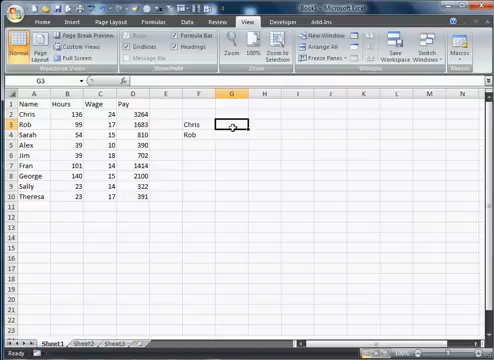 Book1 - Microsoft Excel
Home Insert Page Layout Formulas Data Review View Developer Add-Ins
Normal Page Layout Page Break Preview Custom Views Full Screen
Ruler Gridlines Message Bar Formula Bar Headings
Zoom 100% Zoom to Selection
New Window Arrange All Save Workspace Switch Windows Macros
Workbook Views Show/Hide Zoom Window Macros
G3
A B C D E F G H I J K L M N
1 Name Hours Wage Pay
2 Chris 136 24 3264
3 Rob 99 17 1683 Chris
4 Sarah 54 15 810 Rob
5 Alex 39 10 390
6 Jim 39 18 702
7 Fran 101 14 1414
8 George 140 15 2100
9 Sally 23 14 322
10 Theresa 23 17 391
11
12
13
14
15
16
17
18
19
20
21
22
23
Sheet1 Sheet2 Sheet3
Ready 100%